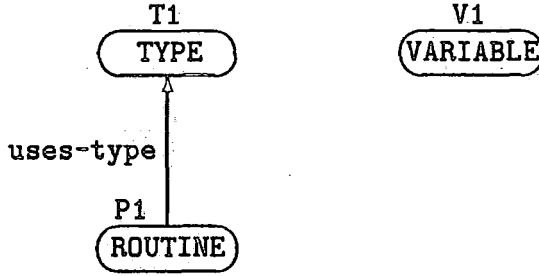 T1
TYPE
V1
VARIABLE
uses-type
P1
ROUTINE